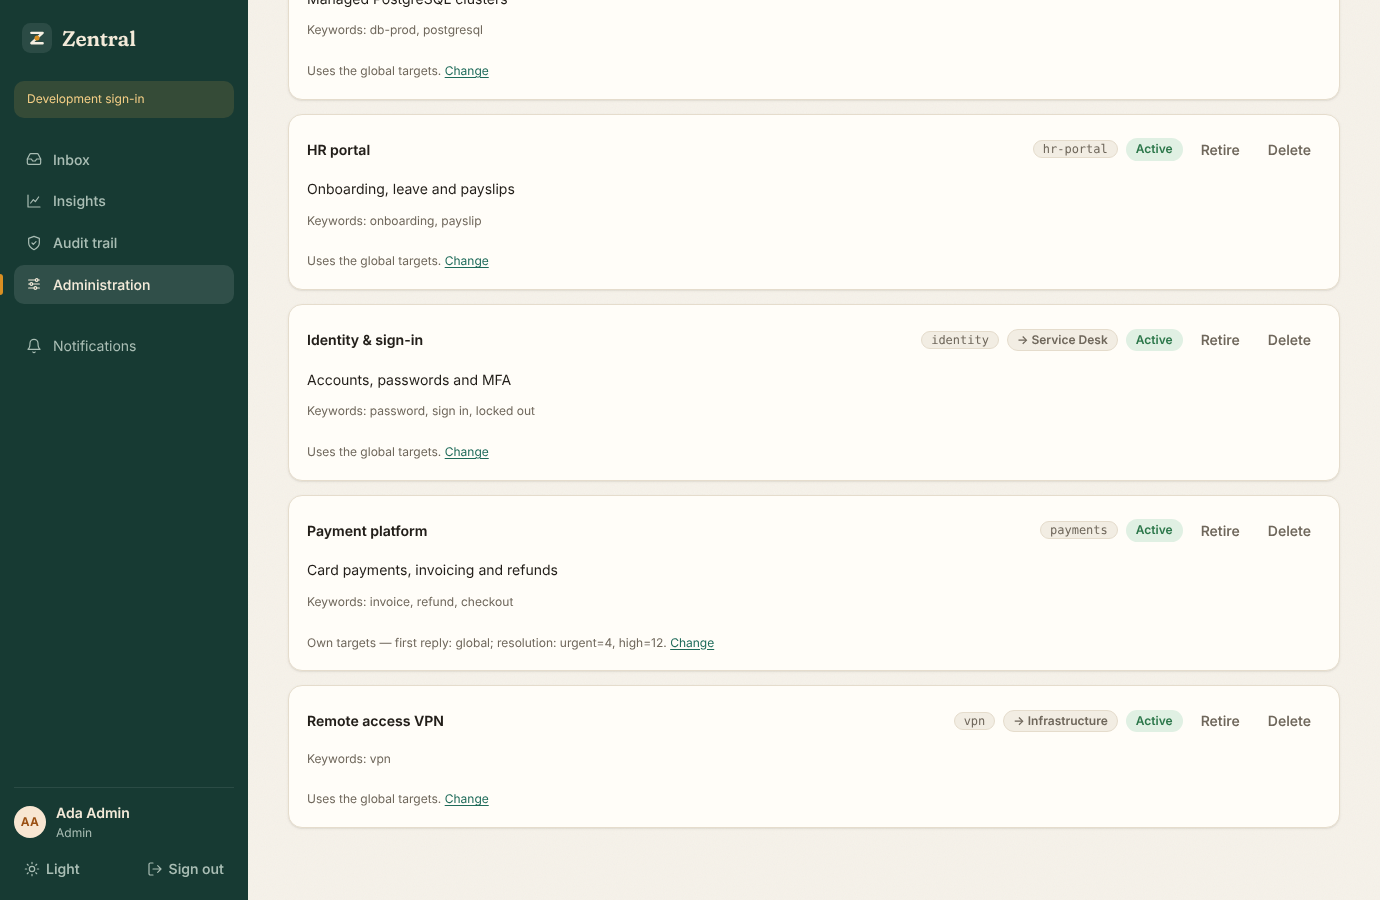 Zentral
Development sign-in
Inbox
Insights
Audit trail
Administration
Notifications
AA
Ada Admin
Admin
Light
Sign out
Managed PostgreSQL clusters
Keywords: db-prod, postgresql
Uses the global targets. Change
HR portal hr-portal Active Retire Delete
Onboarding, leave and payslips
Keywords: onboarding, payslip
Uses the global targets. Change
Identity & sign-in identity → Service Desk Active Retire Delete
Accounts, passwords and MFA
Keywords: password, sign in, locked out
Uses the global targets. Change
Payment platform payments Active Retire Delete
Card payments, invoicing and refunds
Keywords: invoice, refund, checkout
Own targets — first reply: global; resolution: urgent=4, high=12. Change
Remote access VPN vpn → Infrastructure Active Retire Delete
Keywords: vpn
Uses the global targets. Change